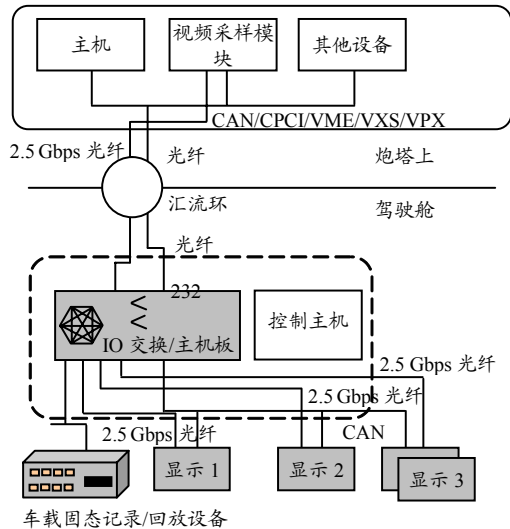 主机
视频采样模
块
其他设备
CAN/CPCI/VME/VXS/VPX
2.5 Gbps 光纤
光纤
炮塔上
汇流环
驾驶舱
光纤
232
<
<
IO 交换/主机板
控制主机
2.5 Gbps 光纤
2.5 Gbps 光纤
2.5 Gbps 光纤
CAN
显示 1
显示 2
显示 3
车载固态记录/回放设备